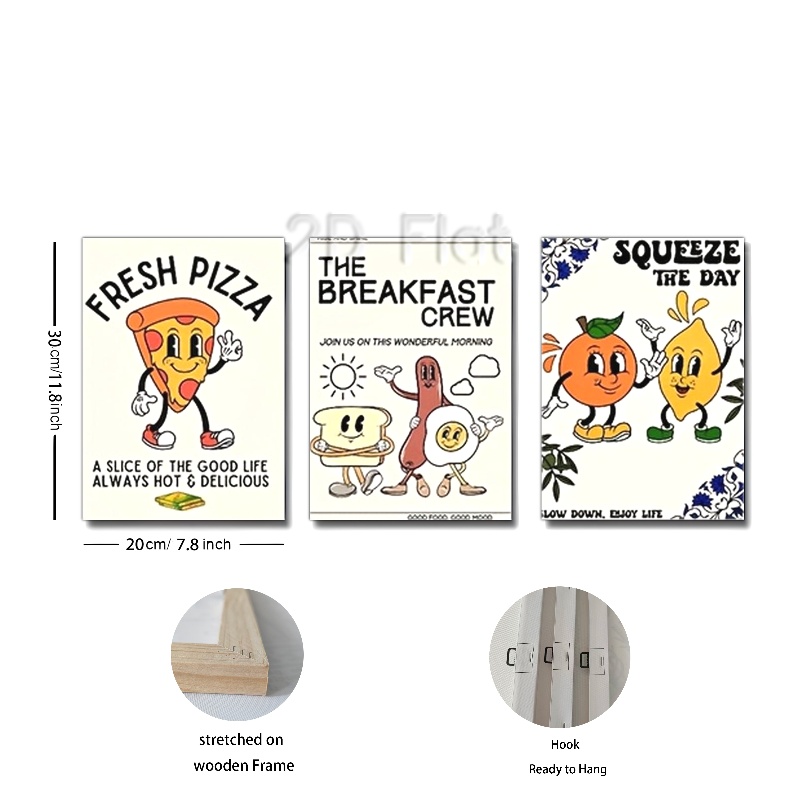 2D Flat
FRESH PIZZA
A SLICE OF THE GOOD LIFE
ALWAYS HOT & DELICIOUS
THE
BREAKFAST
CREW
JOIN US ON THIS WONDERFUL MORNING
GOOD FOOD, GOOD MOOD
SQUEEZE
THE DAY
SLOW DOWN, ENJOY LIFE
30cm/11.8inch
20cm/ 7.8 inch
stretched on
wooden Frame
Hook
Ready to Hang